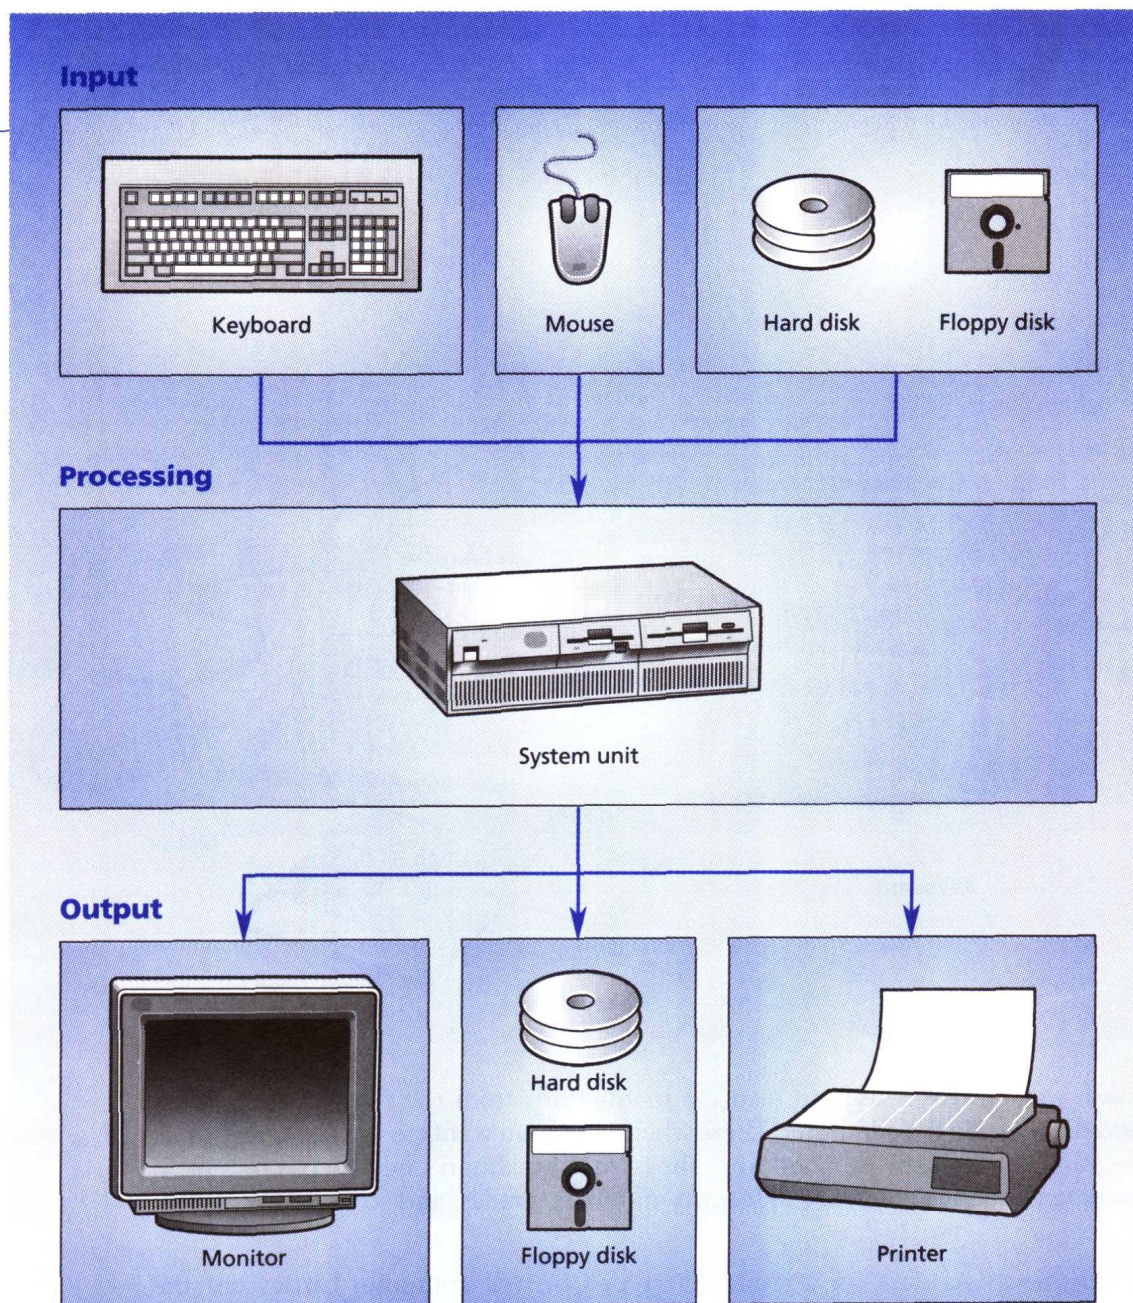 Input
Keyboard
Mouse
Hard disk
Floppy disk
Processing
System unit
Output
Monitor
Hard disk
Floppy disk
Printer